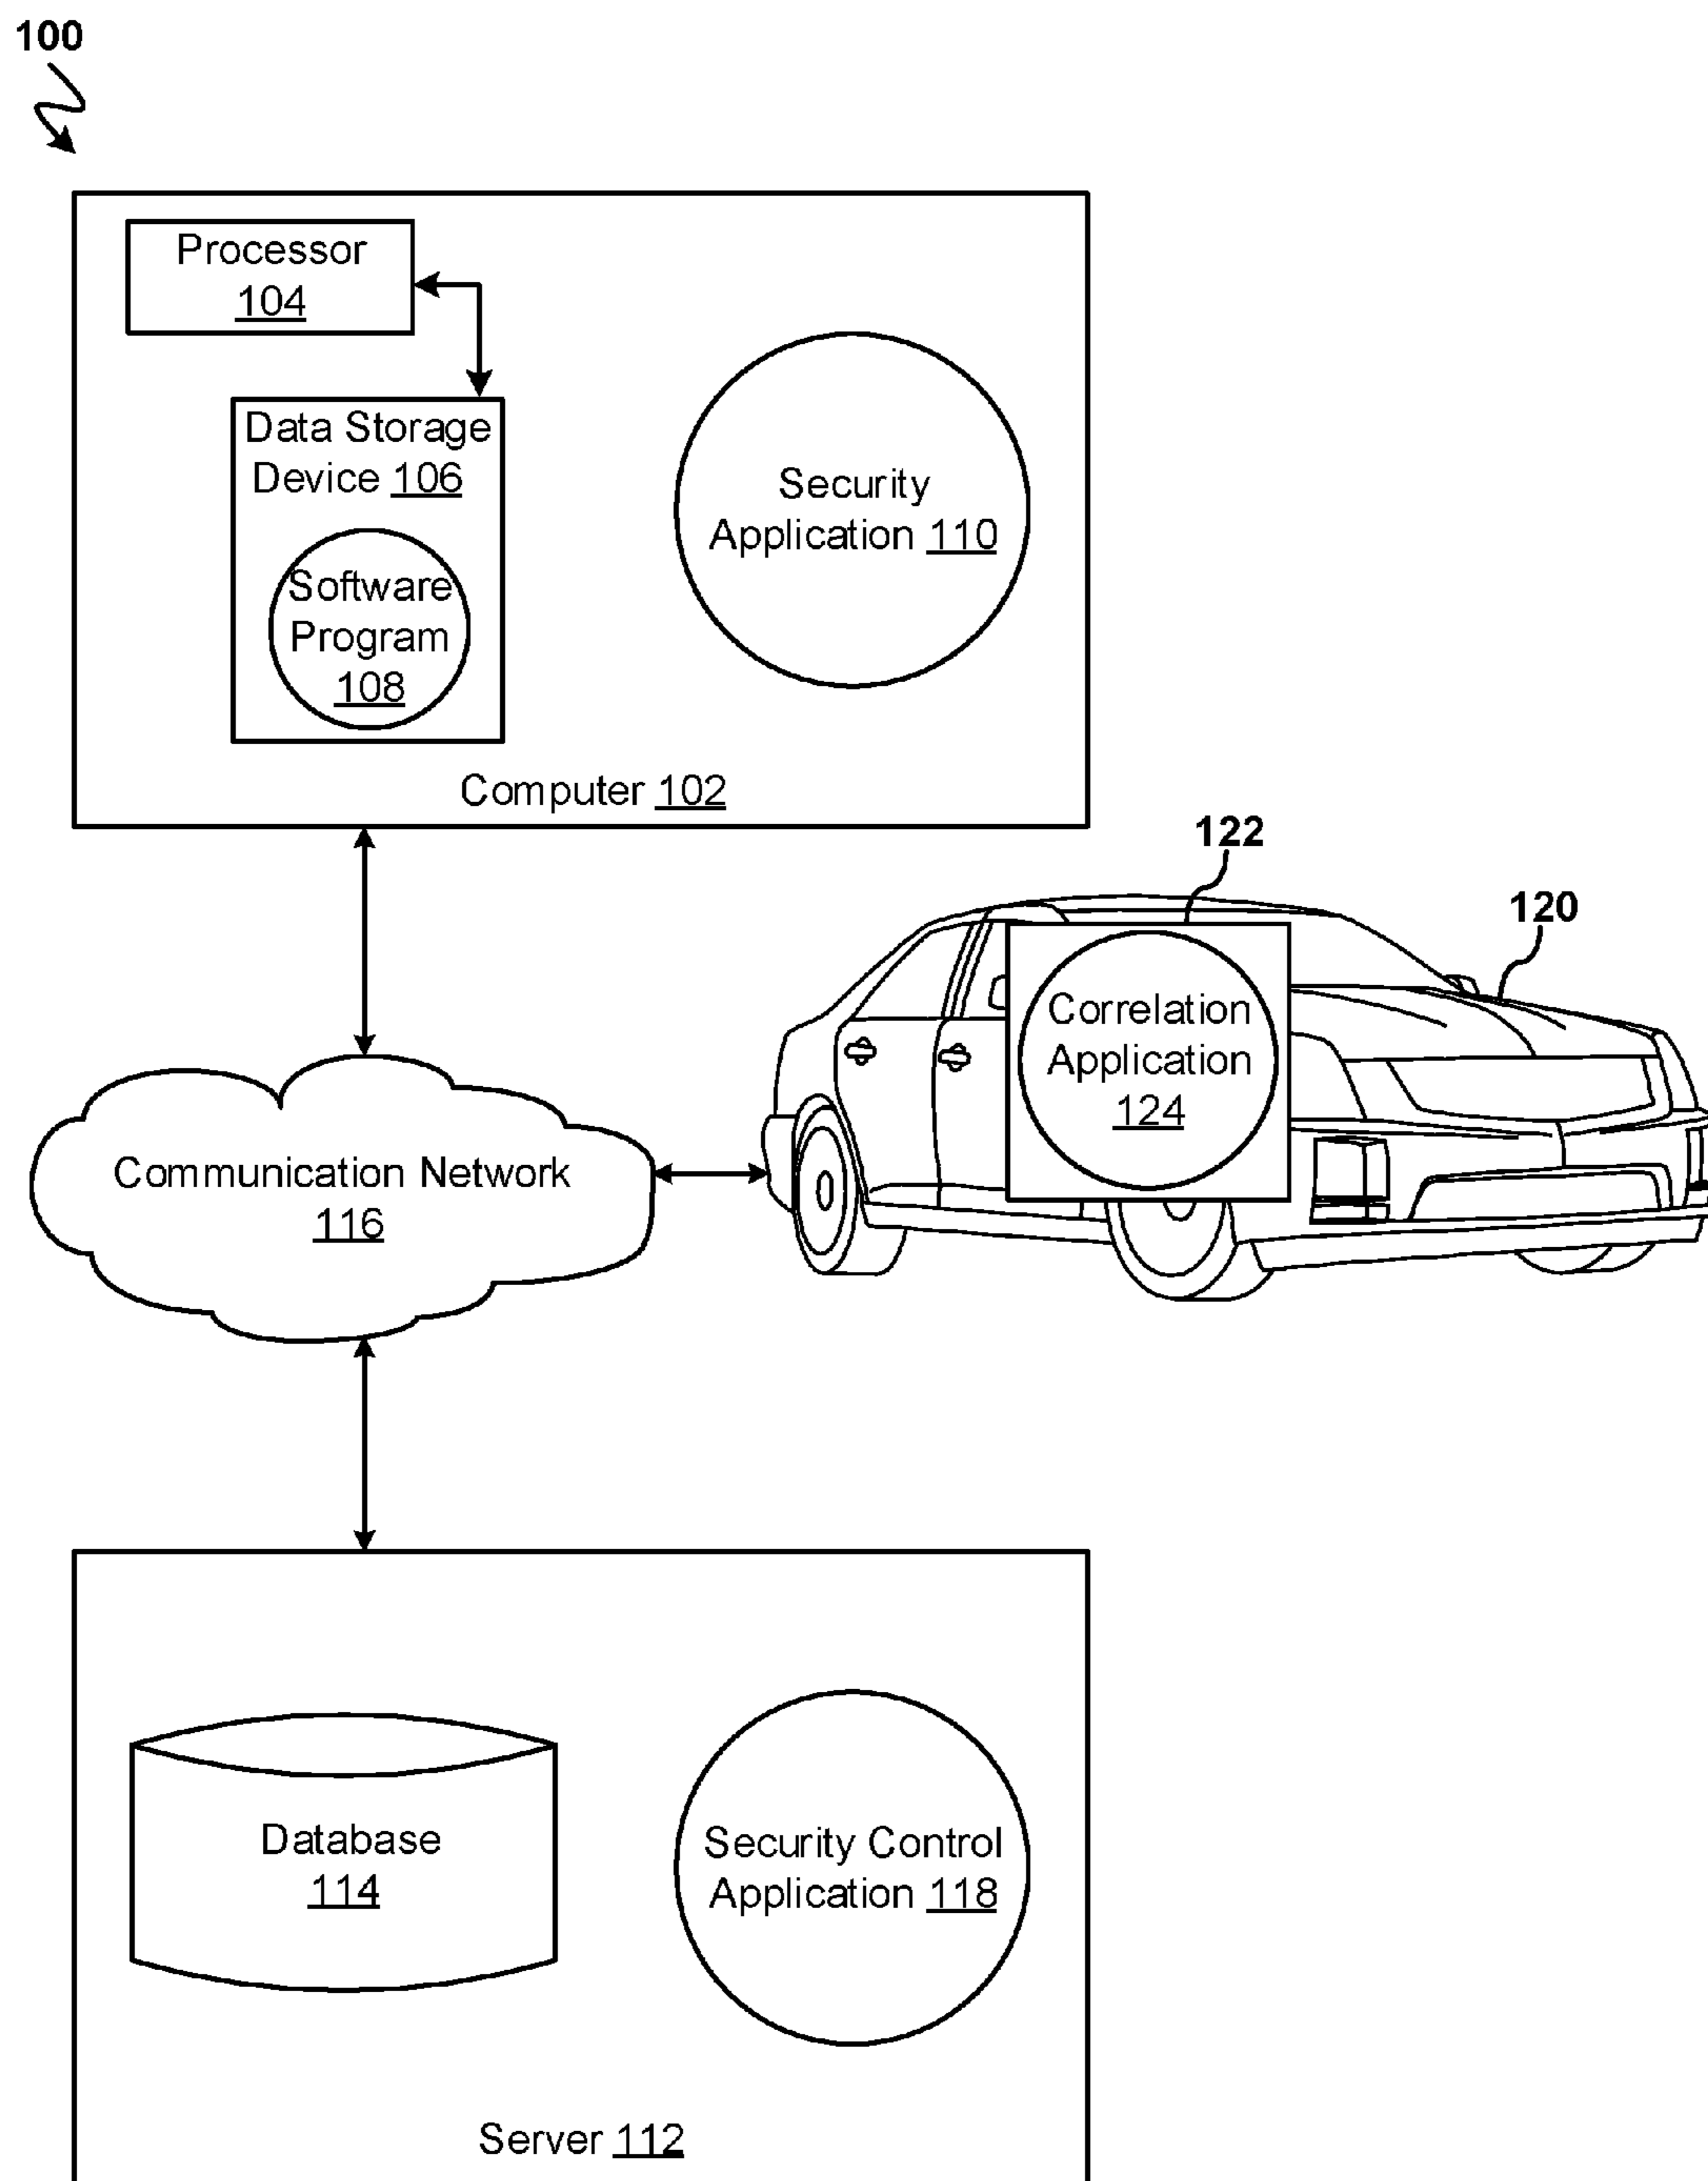 100
Processor
104
Data Storage
Device 106
Software
Program
108
Security
Application 110
Computer 102
122
120
Correlation
Application
124
Communication Network
116
Database
114
Security Control
Application 118
Server 112